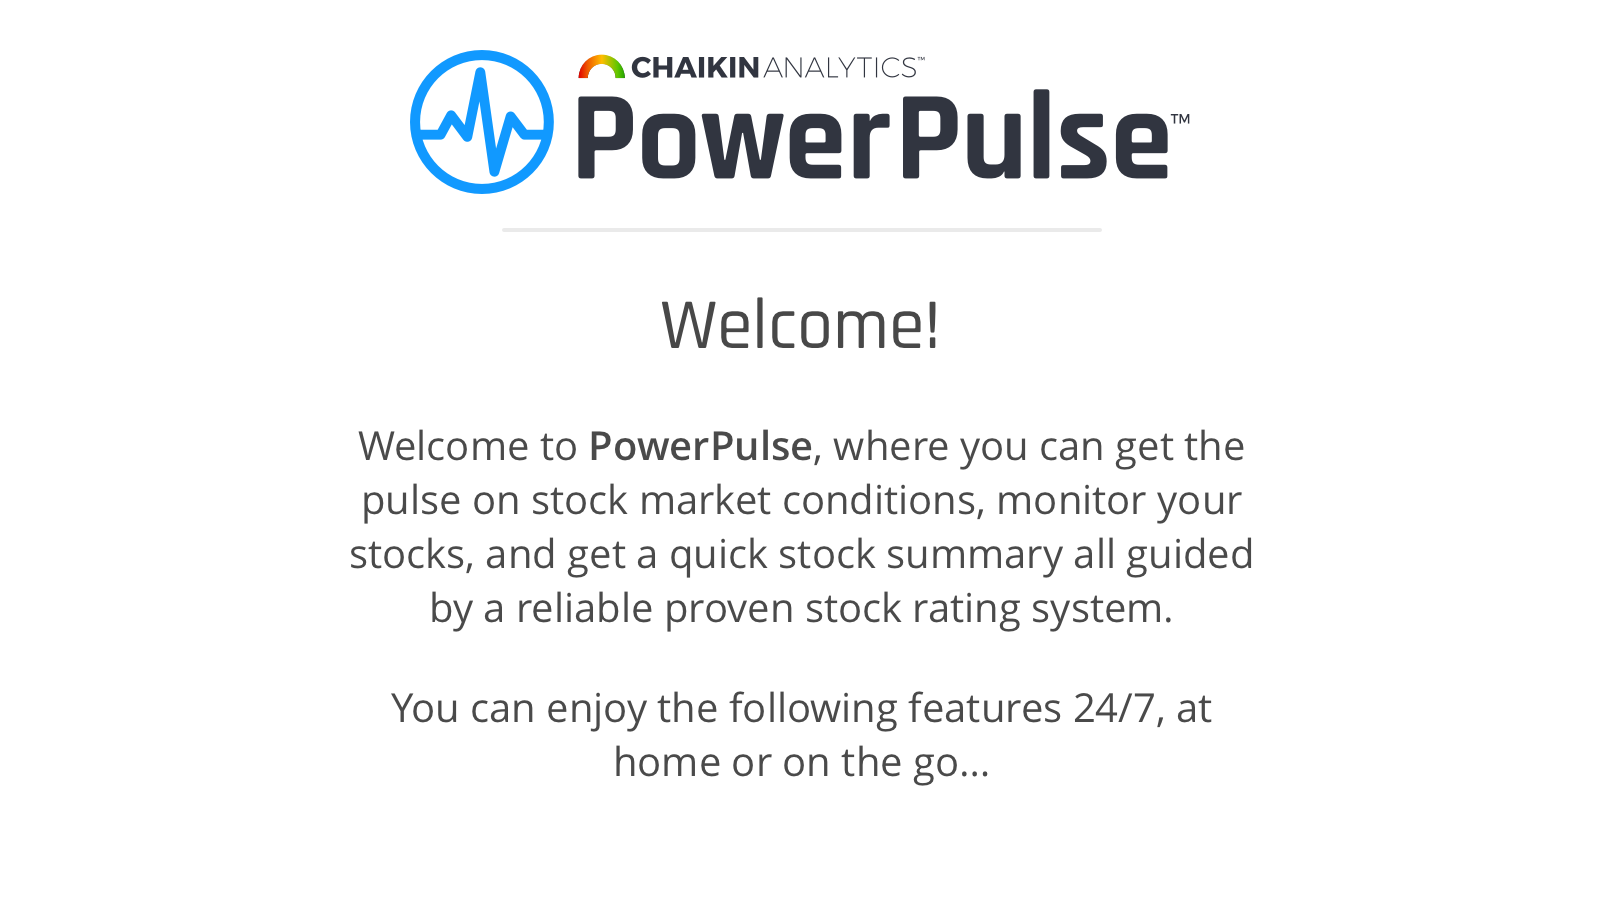 CHAIKIN ANALYTICS™
PowerPulse™
Welcome!
Welcome to PowerPulse, where you can get the
pulse on stock market conditions, monitor your
stocks, and get a quick stock summary all guided
by a reliable proven stock rating system.
You can enjoy the following features 24/7, at
home or on the go...